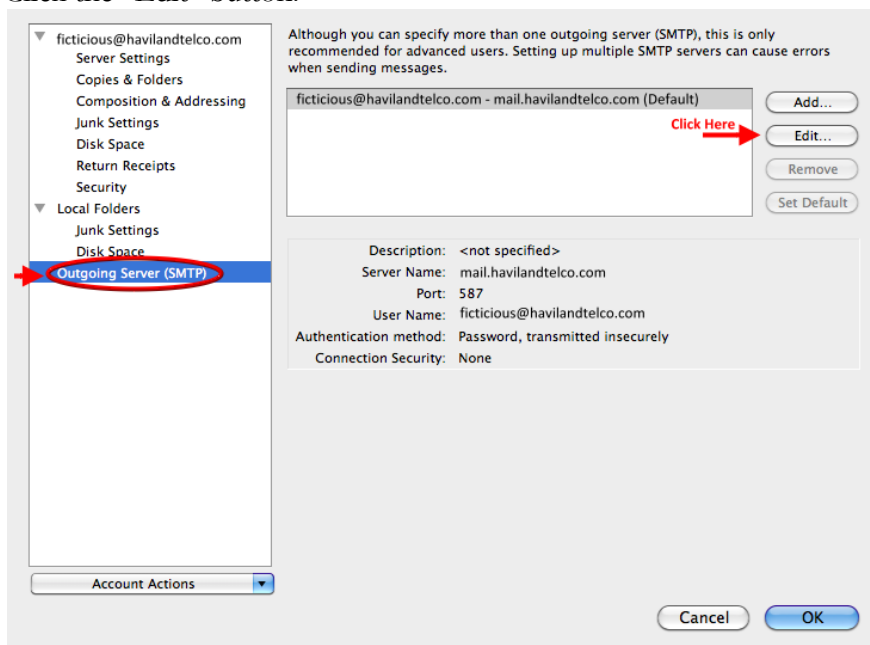 Click the "Edit" button.
ficticious@havilandtelco.com
Server Settings
Copies & Folders
Composition & Addressing
Junk Settings
Disk Space
Return Receipts
Security
Local Folders
Junk Settings
Disk Space
Outgoing Server (SMTP)
Account Actions
Although you can specify more than one outgoing server (SMTP), this is only
recommended for advanced users. Setting up multiple SMTP servers can cause errors
when sending messages.
ficticious@havilandtelco.com - mail.havilandtelco.com (Default)
Click Here
Add...
Edit...
Remove
Set Default
Description: <not specified>
Server Name: mail.havilandtelco.com
Port: 587
User Name: ficticious@havilandtelco.com
Authentication method: Password, transmitted insecurely
Connection Security: None
Cancel
OK